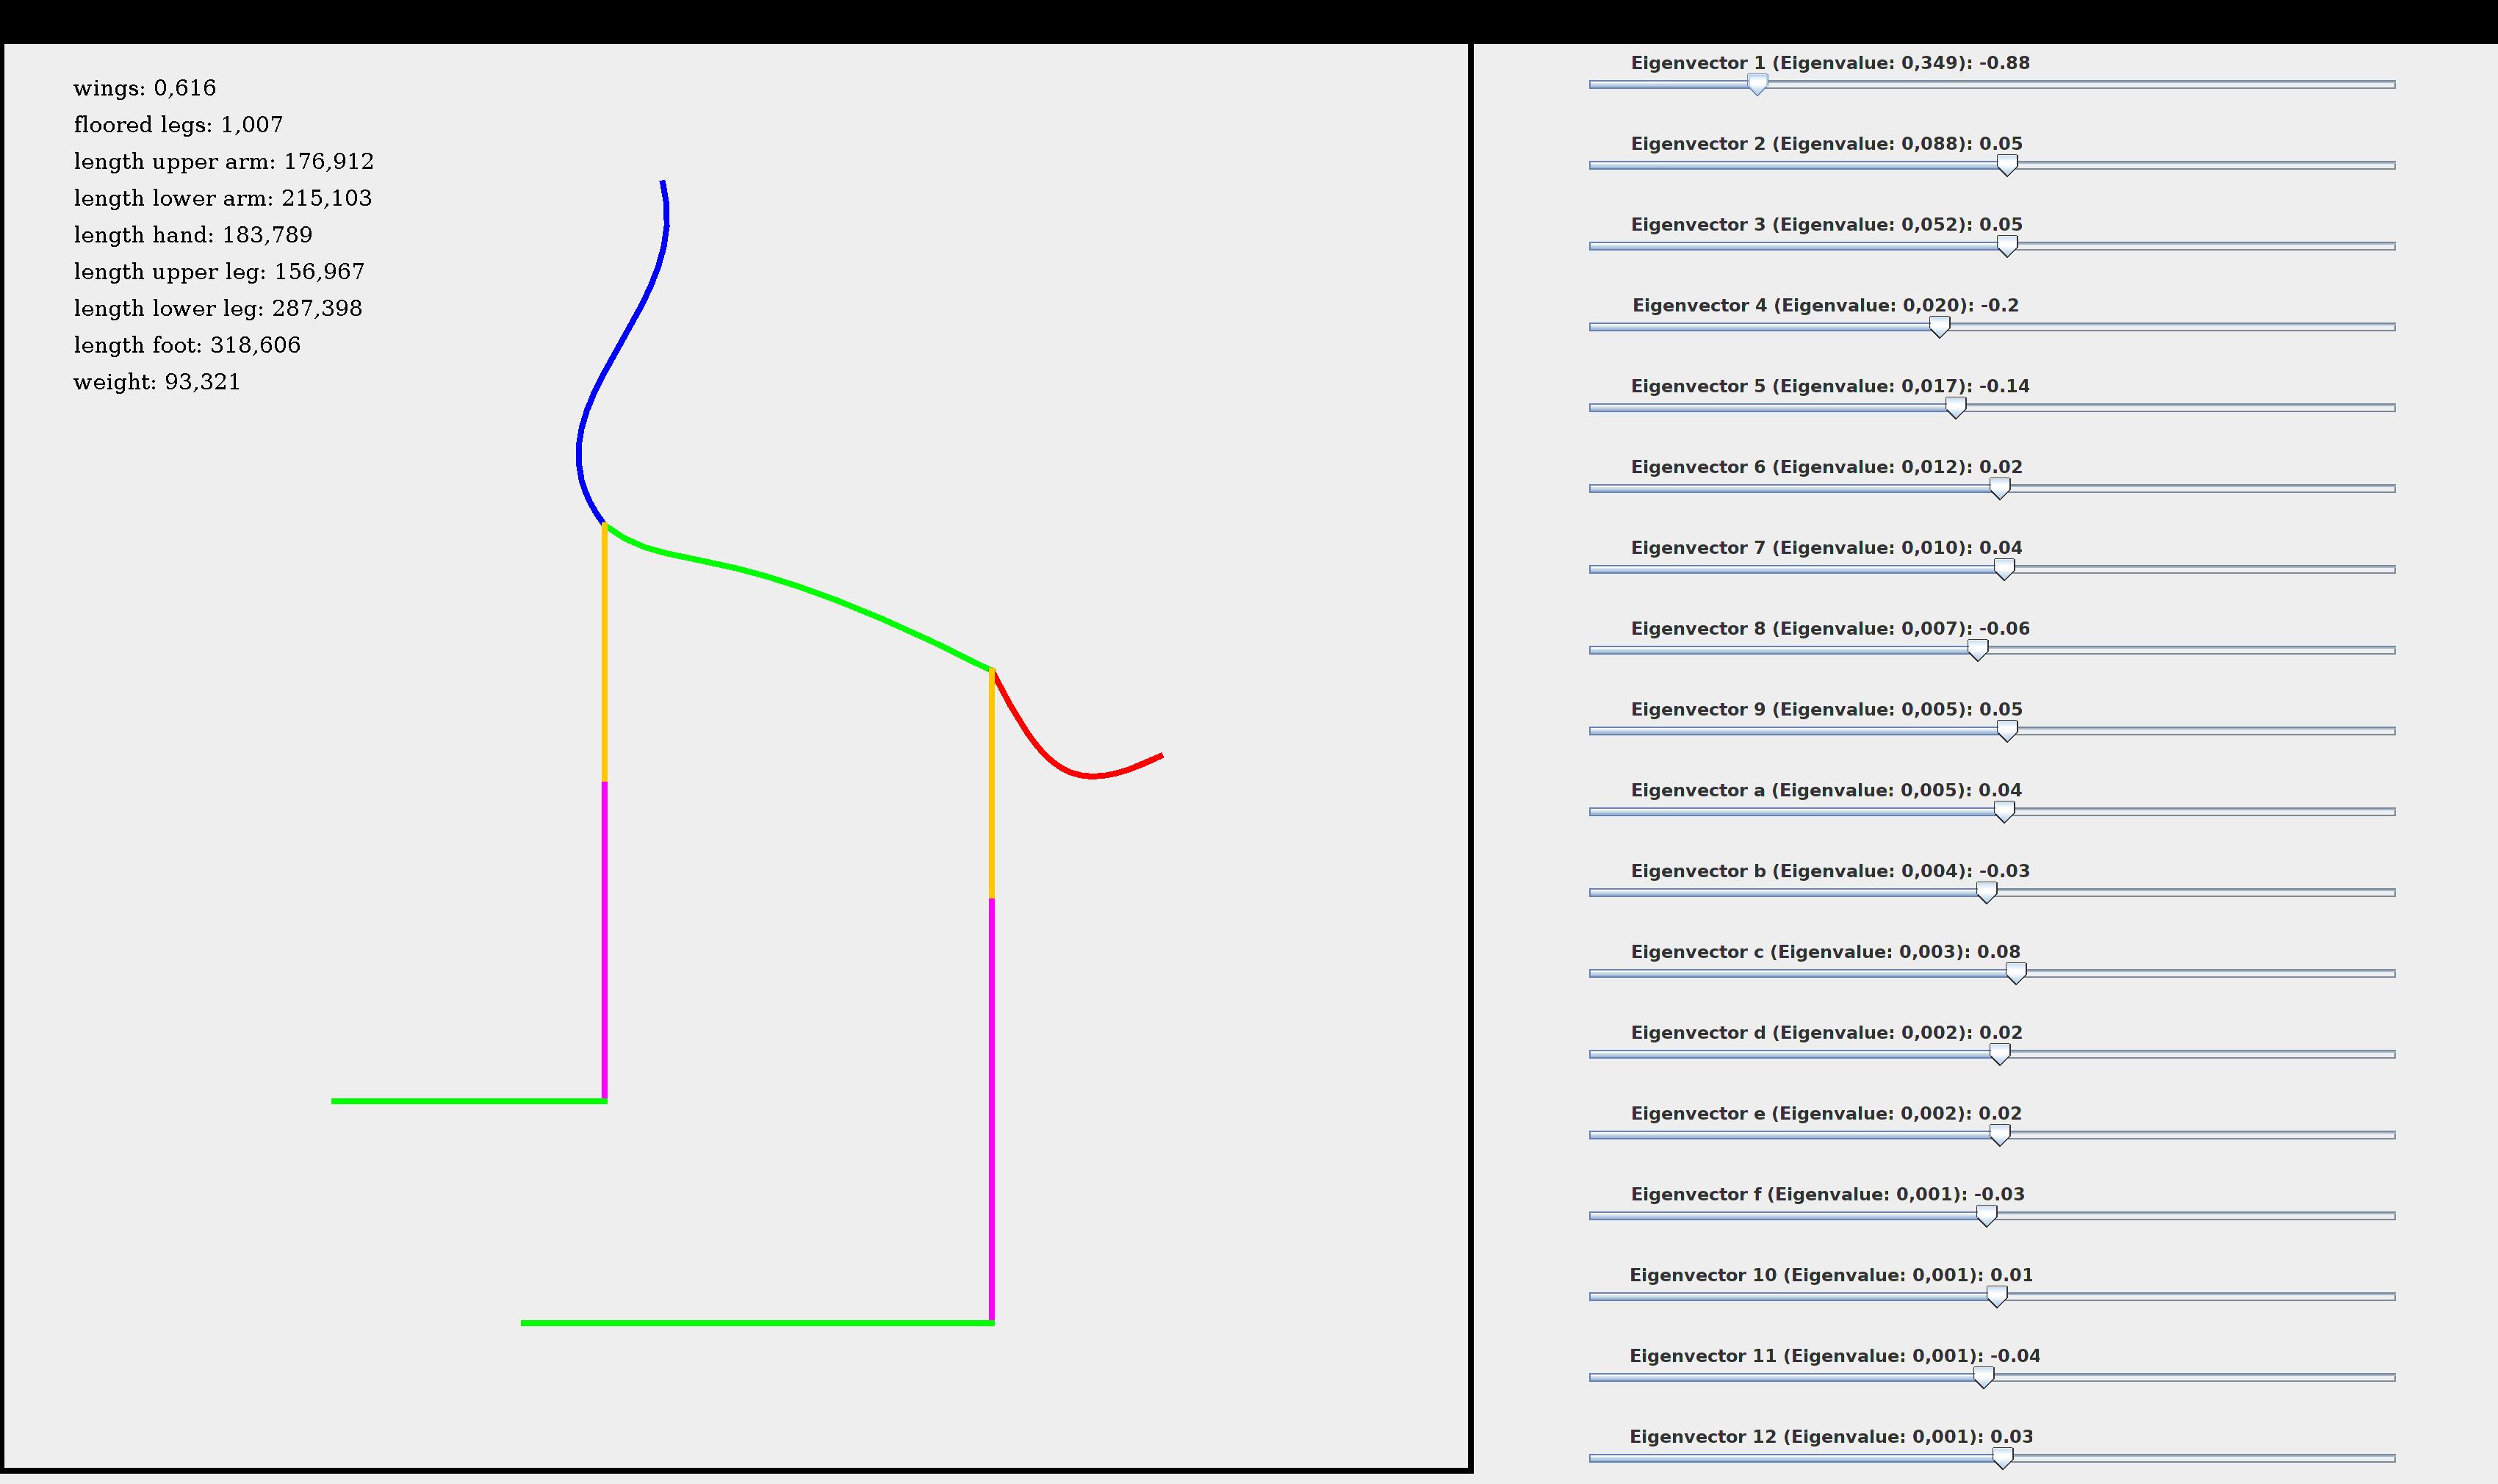 wings: 0,616
floored legs: 1,007
length upper arm: 176,912
length lower arm: 215,103
length hand: 183,789
length upper leg: 156,967
length lower leg: 287,398
length foot: 318,606
weight: 93,321
Eigenvector 1 (Eigenvalue: 0,349): -0.88
Eigenvector 2 (Eigenvalue: 0,088): 0.05
Eigenvector 3 (Eigenvalue: 0,052): 0.05
Eigenvector 4 (Eigenvalue: 0,020): -0.2
Eigenvector 5 (Eigenvalue: 0,017): -0.14
Eigenvector 6 (Eigenvalue: 0,012): 0.02
Eigenvector 7 (Eigenvalue: 0,010): 0.04
Eigenvector 8 (Eigenvalue: 0,007): -0.06
Eigenvector 9 (Eigenvalue: 0,005): 0.05
Eigenvector a (Eigenvalue: 0,005): 0.04
Eigenvector b (Eigenvalue: 0,004): -0.03
Eigenvector c (Eigenvalue: 0,003): 0.08
Eigenvector d (Eigenvalue: 0,002): 0.02
Eigenvector e (Eigenvalue: 0,002): 0.02
Eigenvector f (Eigenvalue: 0,001): -0.03
Eigenvector 10 (Eigenvalue: 0,001): 0.01
Eigenvector 11 (Eigenvalue: 0,001): -0.04
Eigenvector 12 (Eigenvalue: 0,001): 0.03